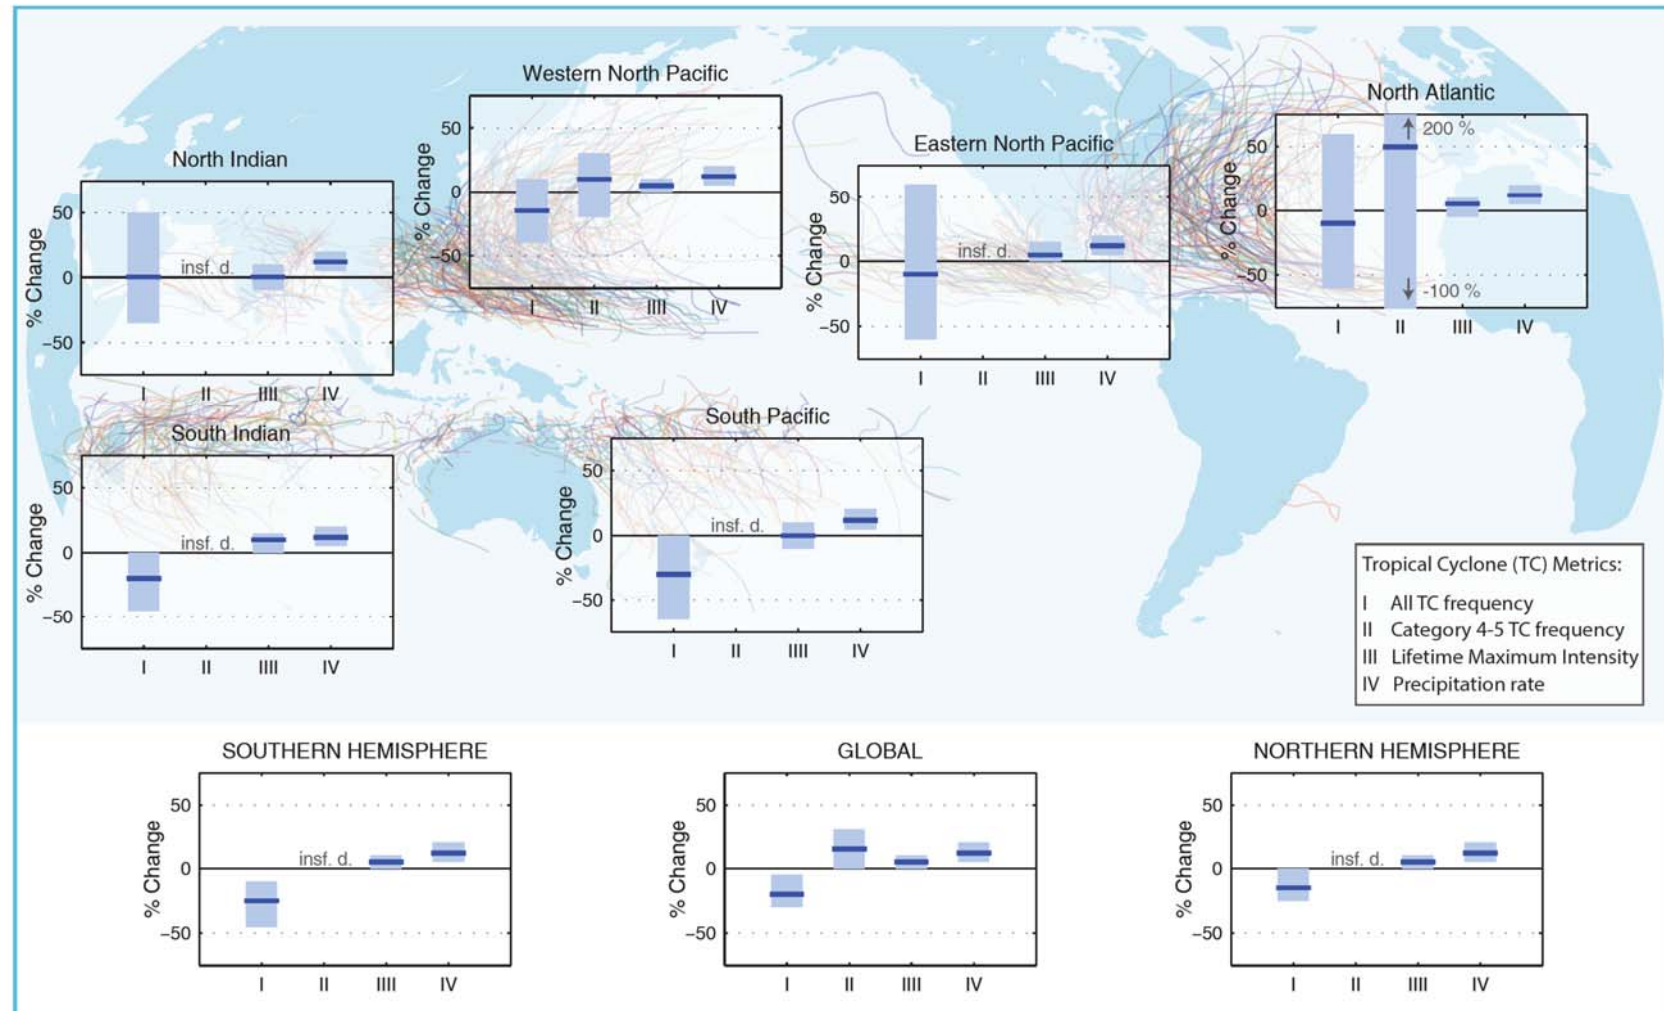 Western North Pacific
% Change
50
0
−50
I II IIII IV
North Atlantic
% Change
50
0
−50
200 %
-100 %
I II IIII IV
Eastern North Pacific
% Change
50
0
−50
insf. d.
I II IIII IV
North Indian
% Change
50
0
−50
insf. d.
I II IIII IV
South Pacific
% Change
50
0
−50
insf. d.
I II IIII IV
South Indian
% Change
50
0
−50
insf. d.
I II IIII IV
Tropical Cyclone (TC) Metrics:
I All TC frequency
II Category 4-5 TC frequency
III Lifetime Maximum Intensity
IV Precipitation rate
SOUTHERN HEMISPHERE
% Change
50
0
−50
insf. d.
I II IIII IV
GLOBAL
% Change
50
0
−50
I II IIII IV
NORTHERN HEMISPHERE
% Change
50
0
−50
insf. d.
I II IIII IV